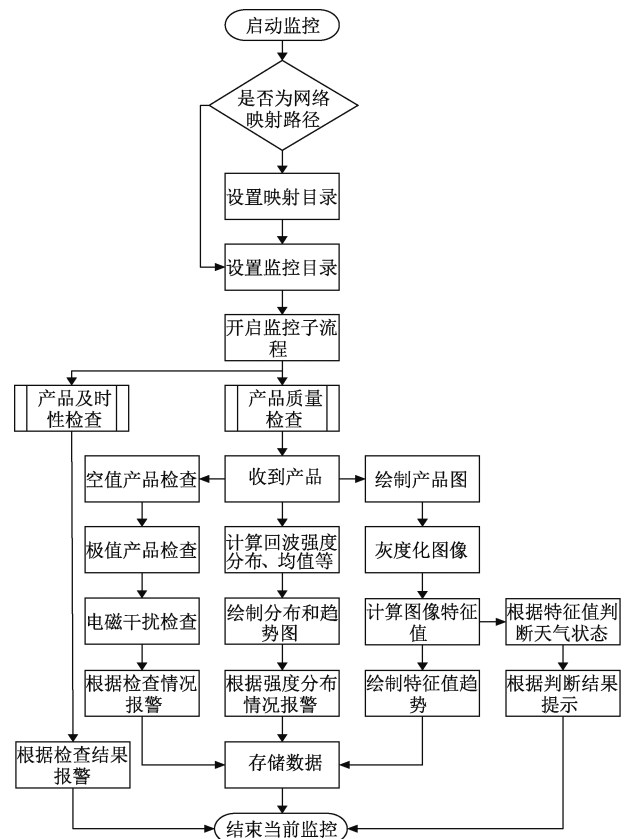 启动监控
是否为网络
映射路径
设置映射目录
设置监控目录
开启监控子流
程
产品及时
性检查
产品质量
检查
空值产品检查
收到产品
绘制产品图
极值产品检查
计算回波强度
分布、均值等
灰度化图像
电磁干扰检查
绘制分布和趋
势图
计算图像特征
值
根据特征值判
断天气状态
根据检查情况
报警
根据强度分布
情况报警
绘制特征值趋
势
根据判断结果
提示
根据检查结果
报警
存储数据
结束当前监控